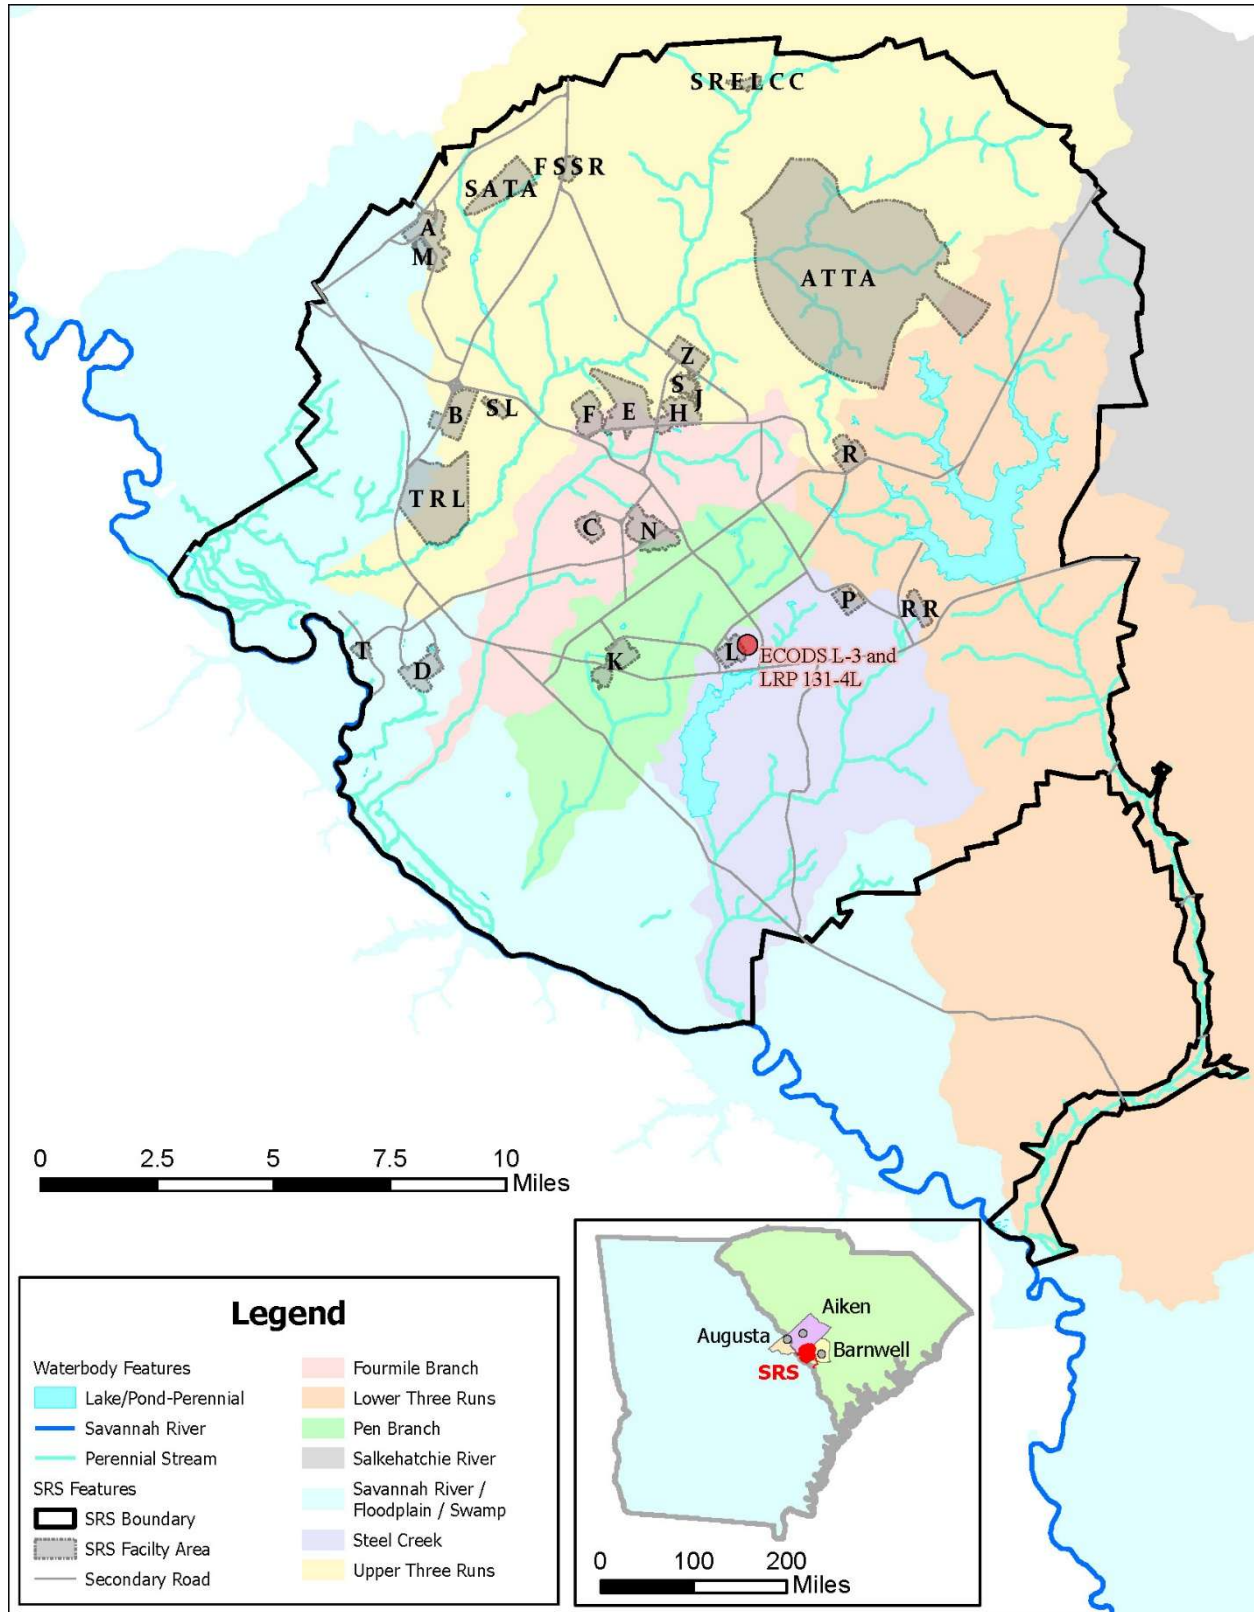 SRELCC
FSSR
SATA
A
M
ATTA
Z
S
J
B
SL
F
E
H
R
TRL
C
N
P
RR
T
D
K
L
ECODS L-3 and
LRP 131-4L
0 2.5 5 7.5 10
Miles
Legend
Waterbody Features
Lake/Pond-Perennial
Savannah River
Perennial Stream
SRS Features
SRS Boundary
SRS Facilty Area
Secondary Road
Fourmile Branch
Lower Three Runs
Pen Branch
Salkehatchie River
Savannah River /
Floodplain / Swamp
Steel Creek
Upper Three Runs
Aiken
Augusta
Barnwell
SRS
0 100 200
Miles